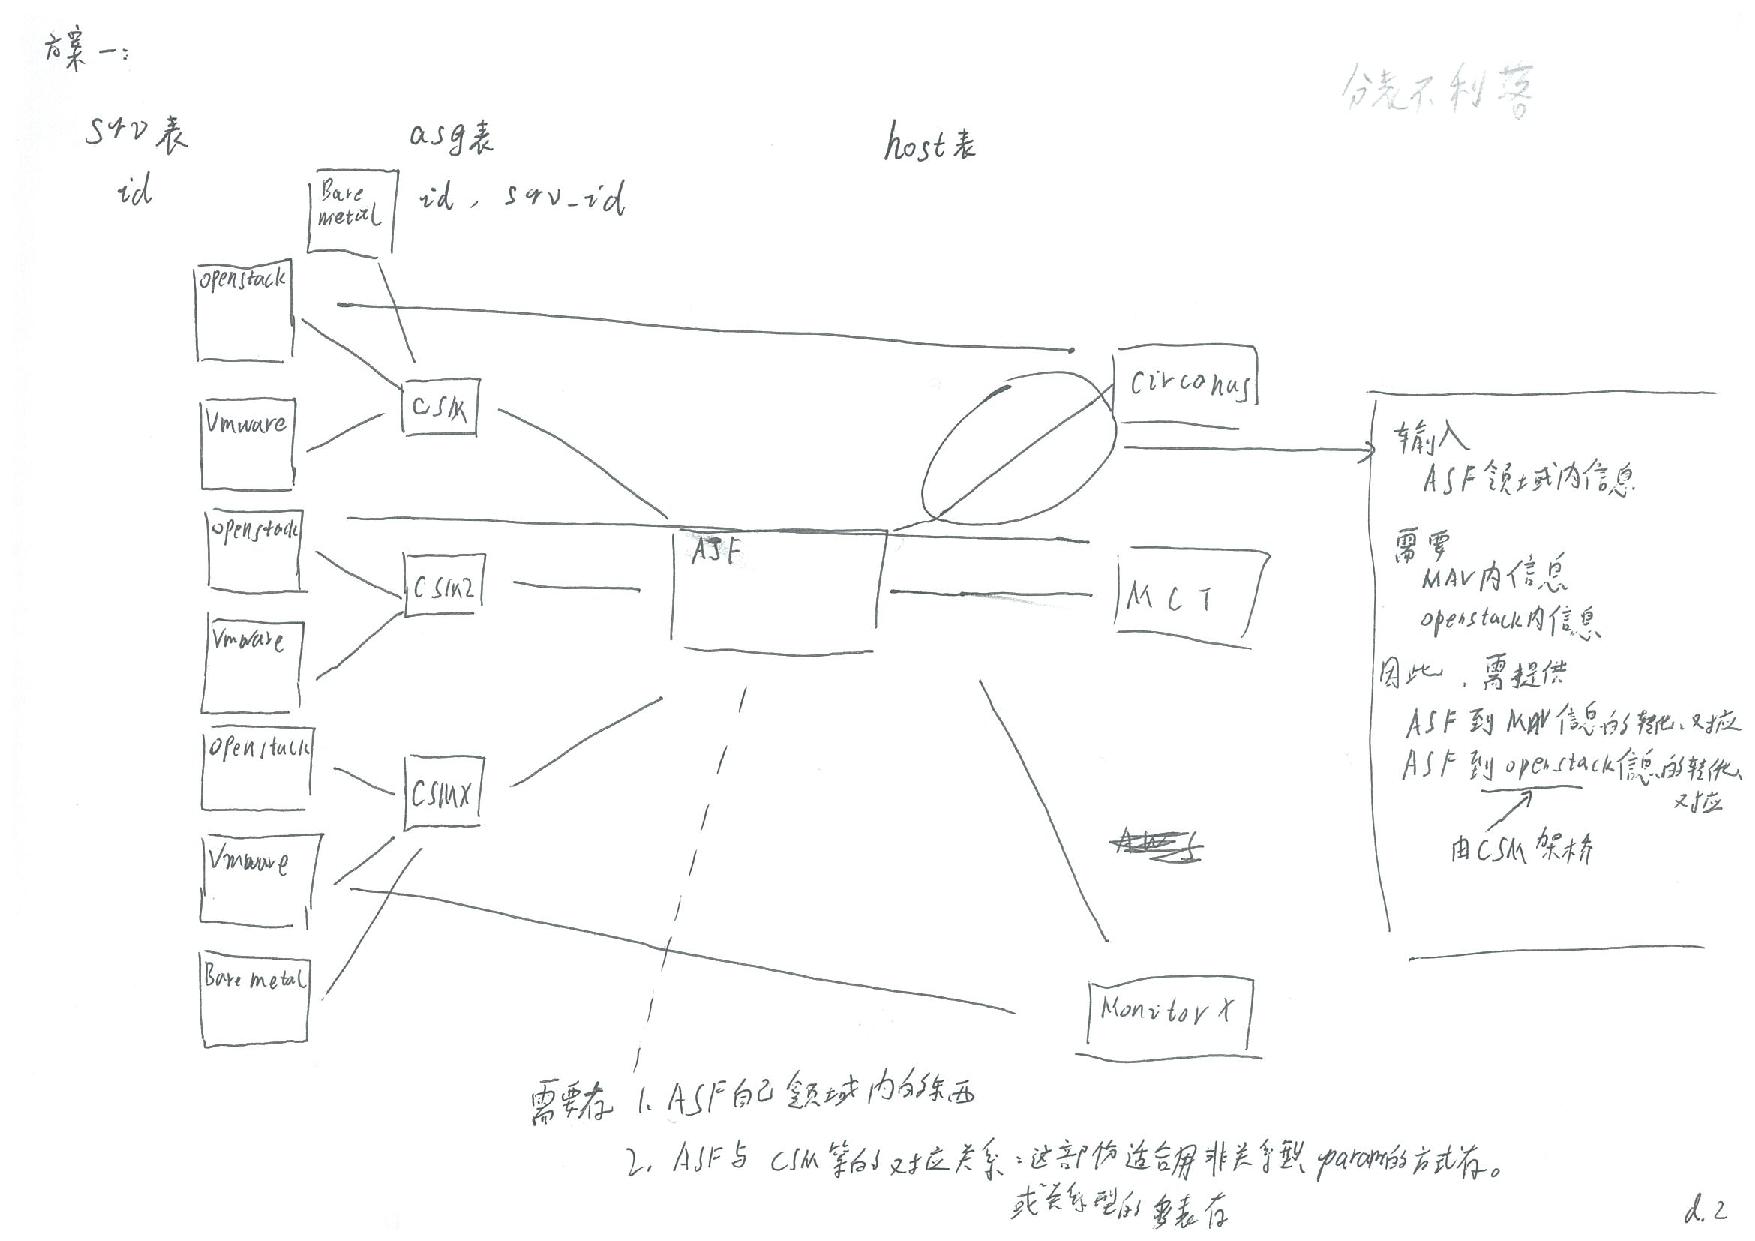 方案一:
分表不利落
srv表
asg表
host表
id
Bare
metal
id, srv_id
openstack
Circonus
CSM
Vmware
输入
ASF领域内信息
openstack
ASF
需要
MAV内信息
openstack内信息
CSM2
MCT
Vmware
因此,需提供
ASF到MAV信息的转化、对应
ASF到openstack信息的转化、
对应
openstack
CSMX
由CSM架桥
Vmware
Bare metal
Monitor X
需要存 1. ASF自己领域内的东西
2. ASF与CSM等的对应关系:这部份适合用非关系型param的方式存。
或关系型的多表存
d.2